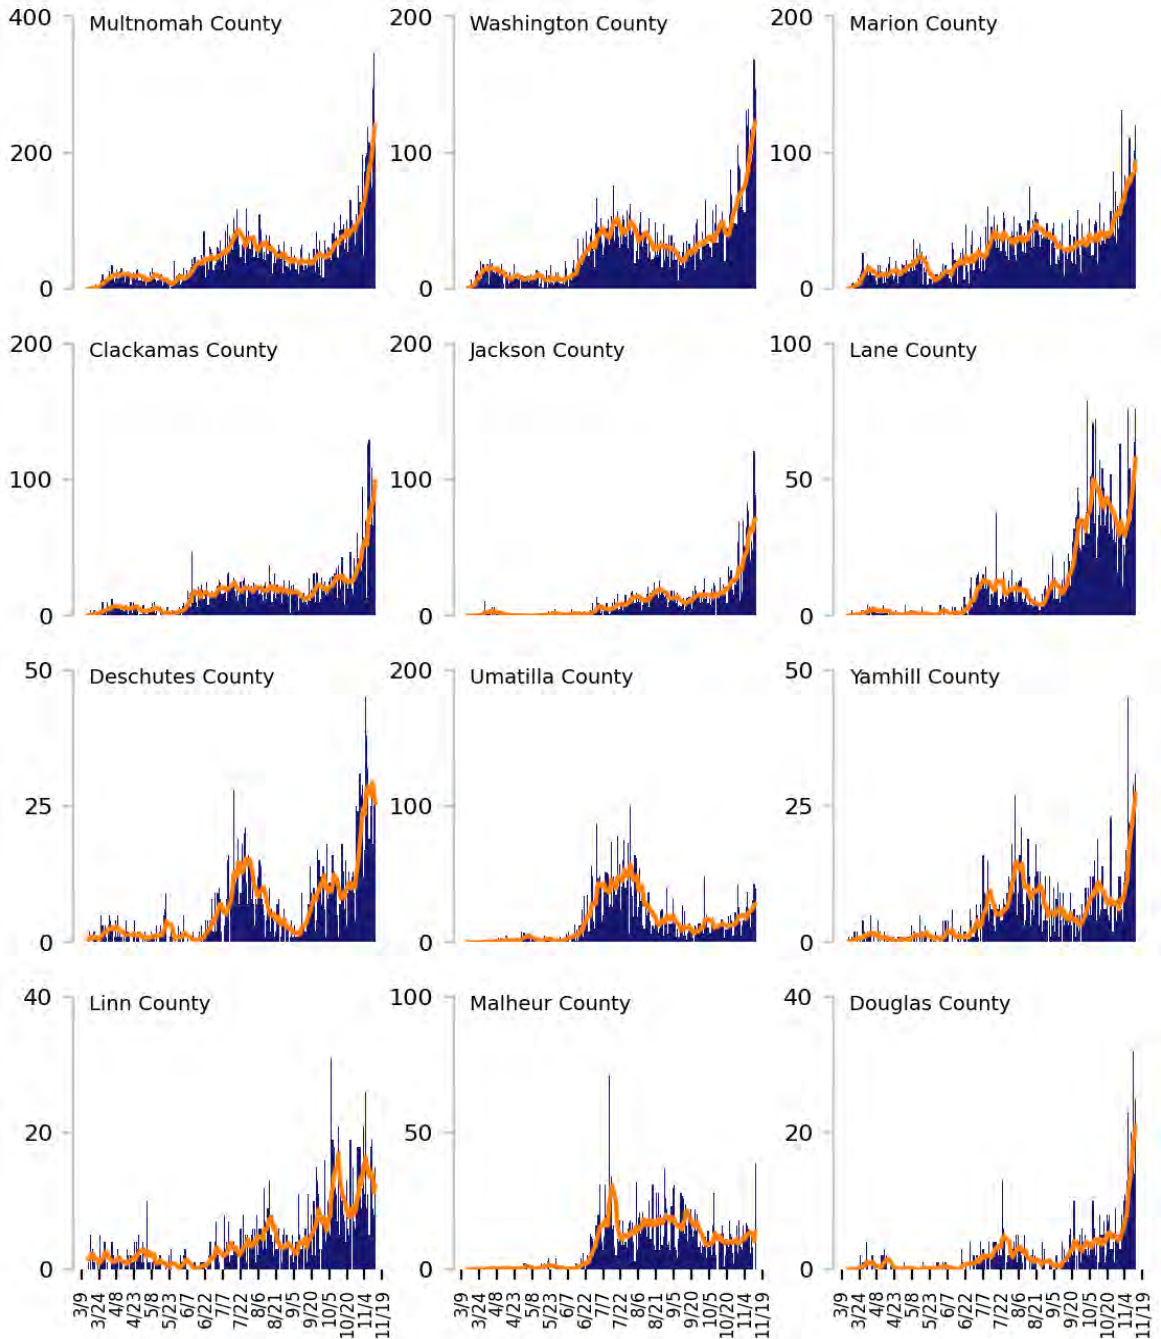 Multnomah County
400
200
0
Washington County
200
100
0
Marion County
200
100
0
Clackamas County
200
100
0
Jackson County
200
100
0
Lane County
100
50
0
Deschutes County
50
25
0
Umatilla County
200
100
0
Yamhill County
50
25
0
Linn County
40
20
0
Malheur County
100
50
0
Douglas County
40
20
0
3/9 3/24 4/8 4/23 5/8 5/23 6/7 6/22 7/7 7/22 8/6 8/21 9/5 9/20 10/5 10/20 11/4 11/19
3/9 3/24 4/8 4/23 5/8 5/23 6/7 6/22 7/7 7/22 8/6 8/21 9/5 9/20 10/5 10/20 11/4 11/19
3/9 3/24 4/8 4/23 5/8 5/23 6/7 6/22 7/7 7/22 8/6 8/21 9/5 9/20 10/5 10/20 11/4 11/19